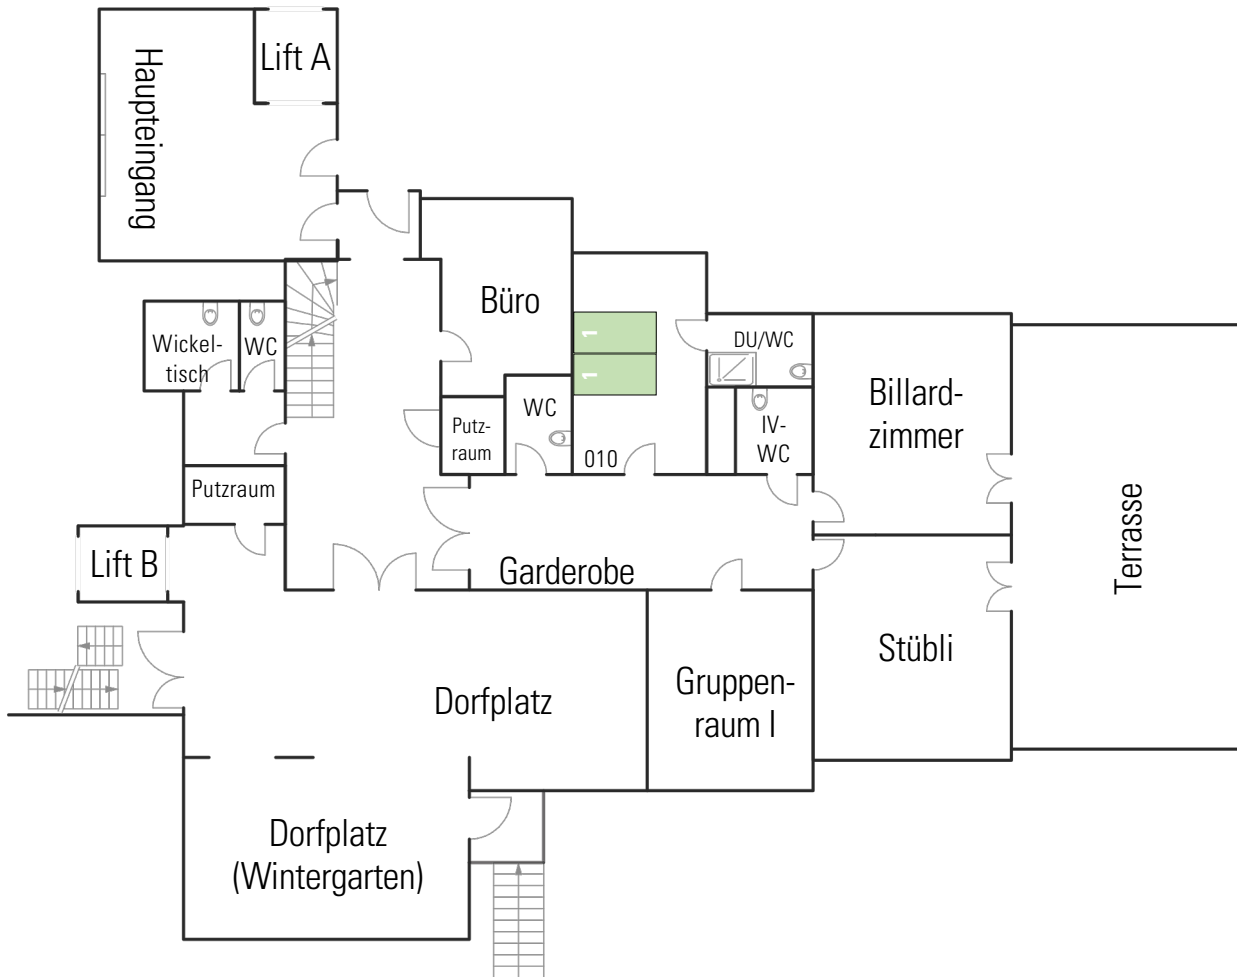 Lift A
Haupteingang
Büro
1
1
DU/WC
Wickel-
tisch
WC
Billard-
zimmer
WC
IV-
WC
Putz-
raum
010
Putzraum
Terrasse
Lift B
Garderobe
Stübli
Gruppen-
raum I
Dorfplatz
Dorfplatz
(Wintergarten)